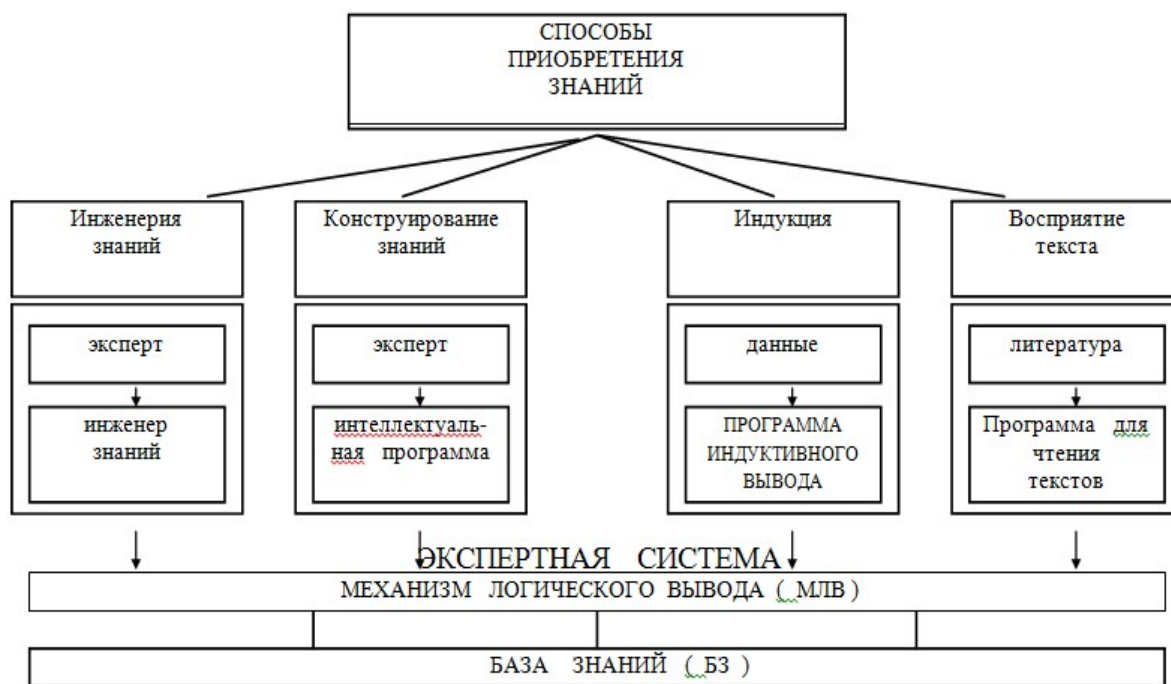 СПОСОБЫ
ПРИОБРЕТЕНИЯ
ЗНАНИЙ
Инженерия
знаний
Конструирование
знаний
Индукция
Восприятие
текста
эксперт
эксперт
данные
литература
инженер
знаний
интеллектуаль-
ная программа
ПРОГРАММА
ИНДУКТИВНОГО
ВЫВОДА
Программа для
чтения
текстов
ЭКСПЕРТНАЯ СИСТЕМА
МЕХАНИЗМ ЛОГИЧЕСКОГО ВЫВОДА ( МЛВ )
БАЗА ЗНАНИЙ ( БЗ )